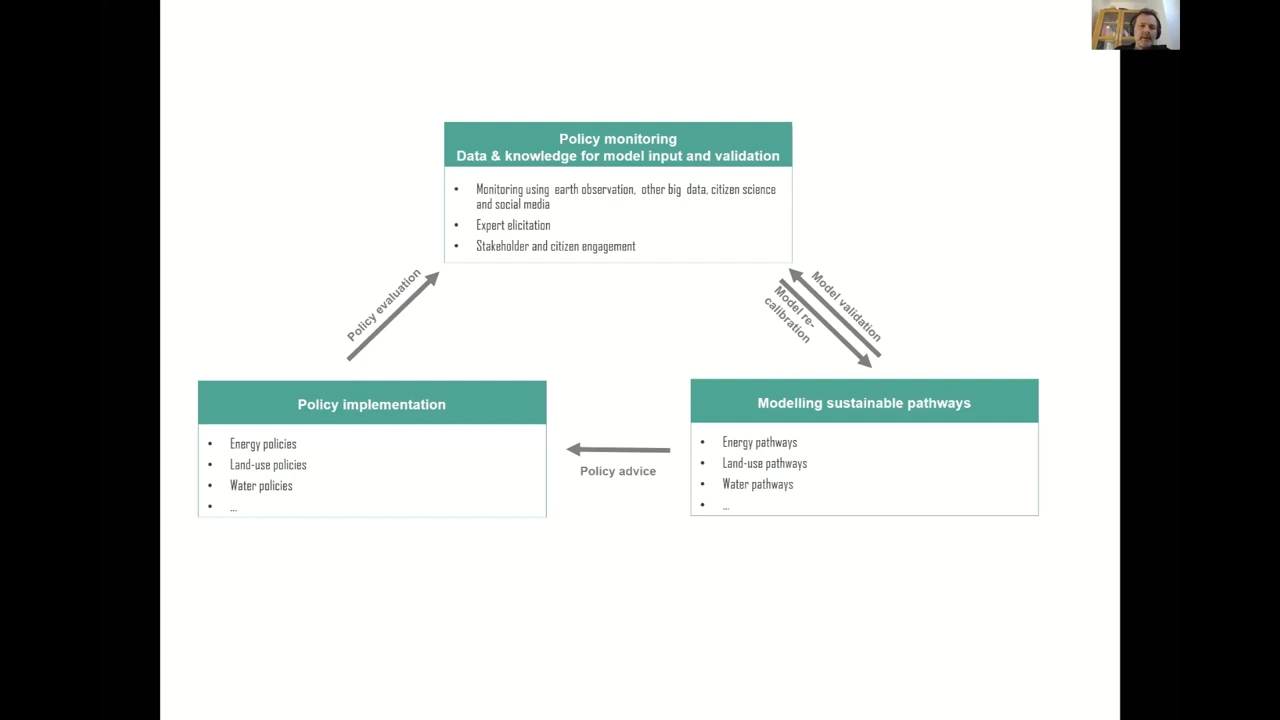 Policy monitoring
Data & knowledge for model input and validation
• Monitoring using earth observation, other big data, citizen science
and social media
• Expert elicitation
• Stakeholder and citizen engagement
Policy evaluation
Model validation
Model re-
calibration
Policy implementation
• Energy policies
• Land-use policies
• Water policies
• ...
Policy advice
Modelling sustainable pathways
• Energy pathways
• Land-use pathways
• Water pathways
• ...